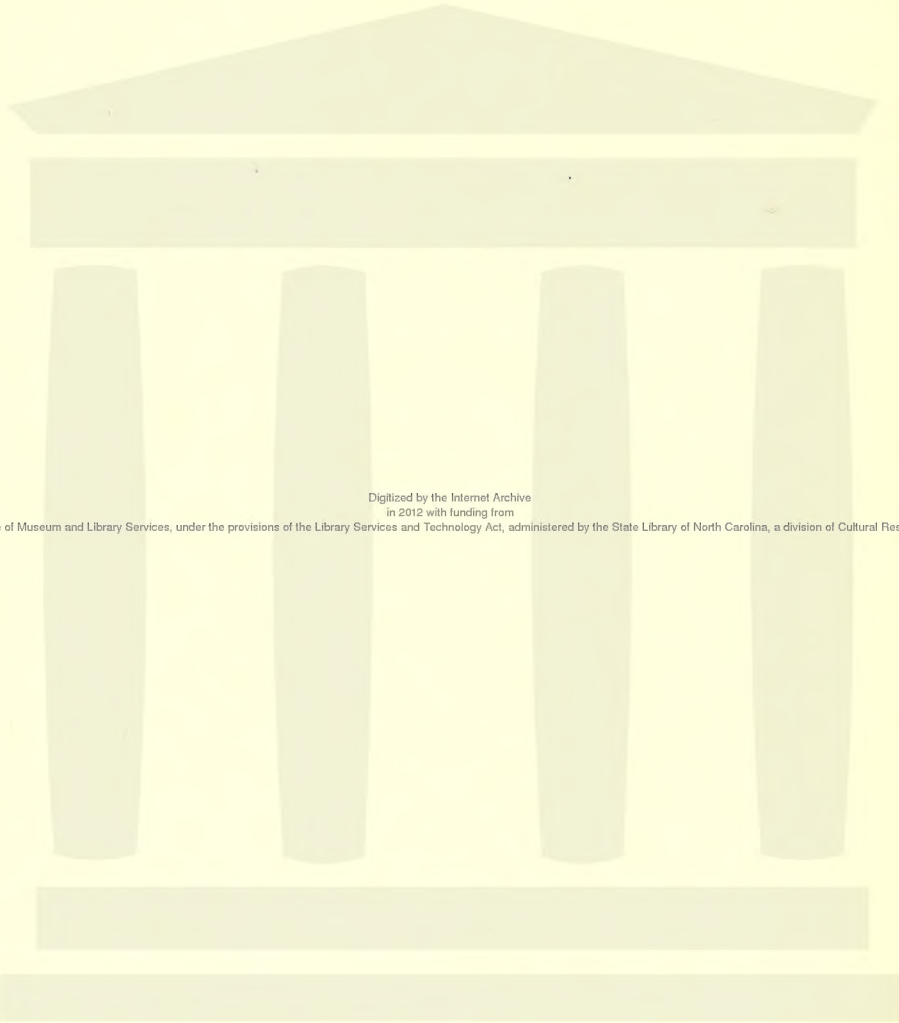 Digitized by the Internet Archive
in 2012 with funding from
of Museum and Library Services, under the provisions of the Library Services and Technology Act, administered by the State Library of North Carolina, a division of Cultural